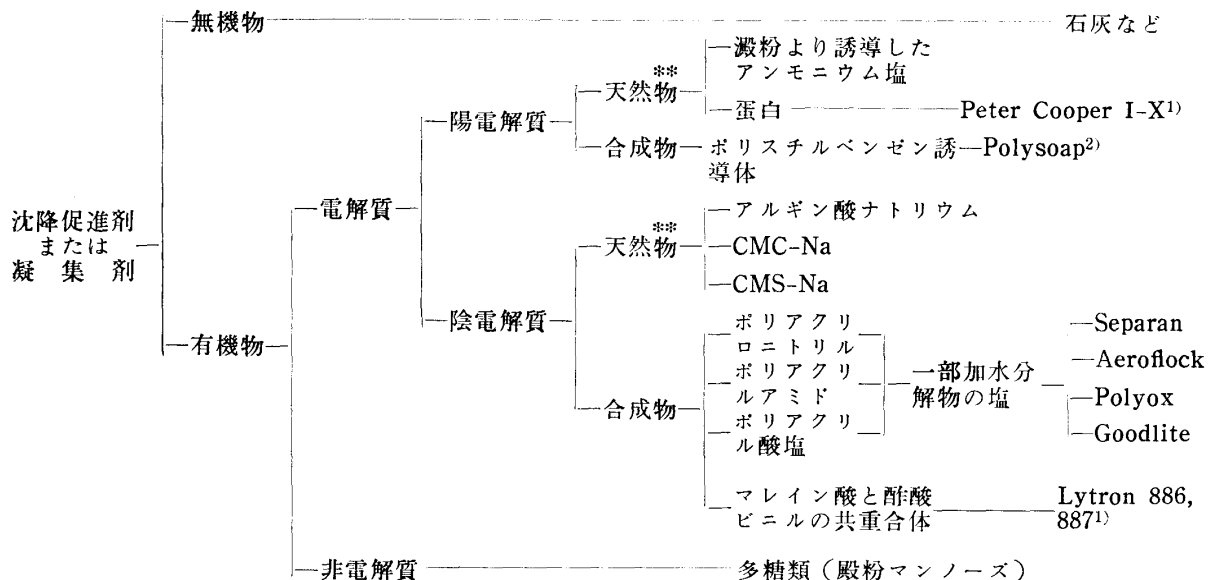 無機物 石灰など
澱粉より誘導した
アンモニウム塩
天然物**
蛋白 Peter Cooper I-X1)
陽電解質
合成物 ポリスチルベンゼン誘 Polysoap2)
導体
電解質
沈降促進剤
または
凝集剤
アルギン酸ナトリウム
天然物**
CMC-Na
CMS-Na
陰電解質
有機物
ポリアクリ
ロニトリル
ポリアクリ
ルアミド
ポリアクリ
ル酸塩
合成物
一部加水分
解物の塩
Separan
Aeroflock
Polyox
Goodlite
マレイン酸と酢酸
ビニルの共重合体
Lytron 886,
8871)
非電解質 多糖類（殿粉マンノーズ）